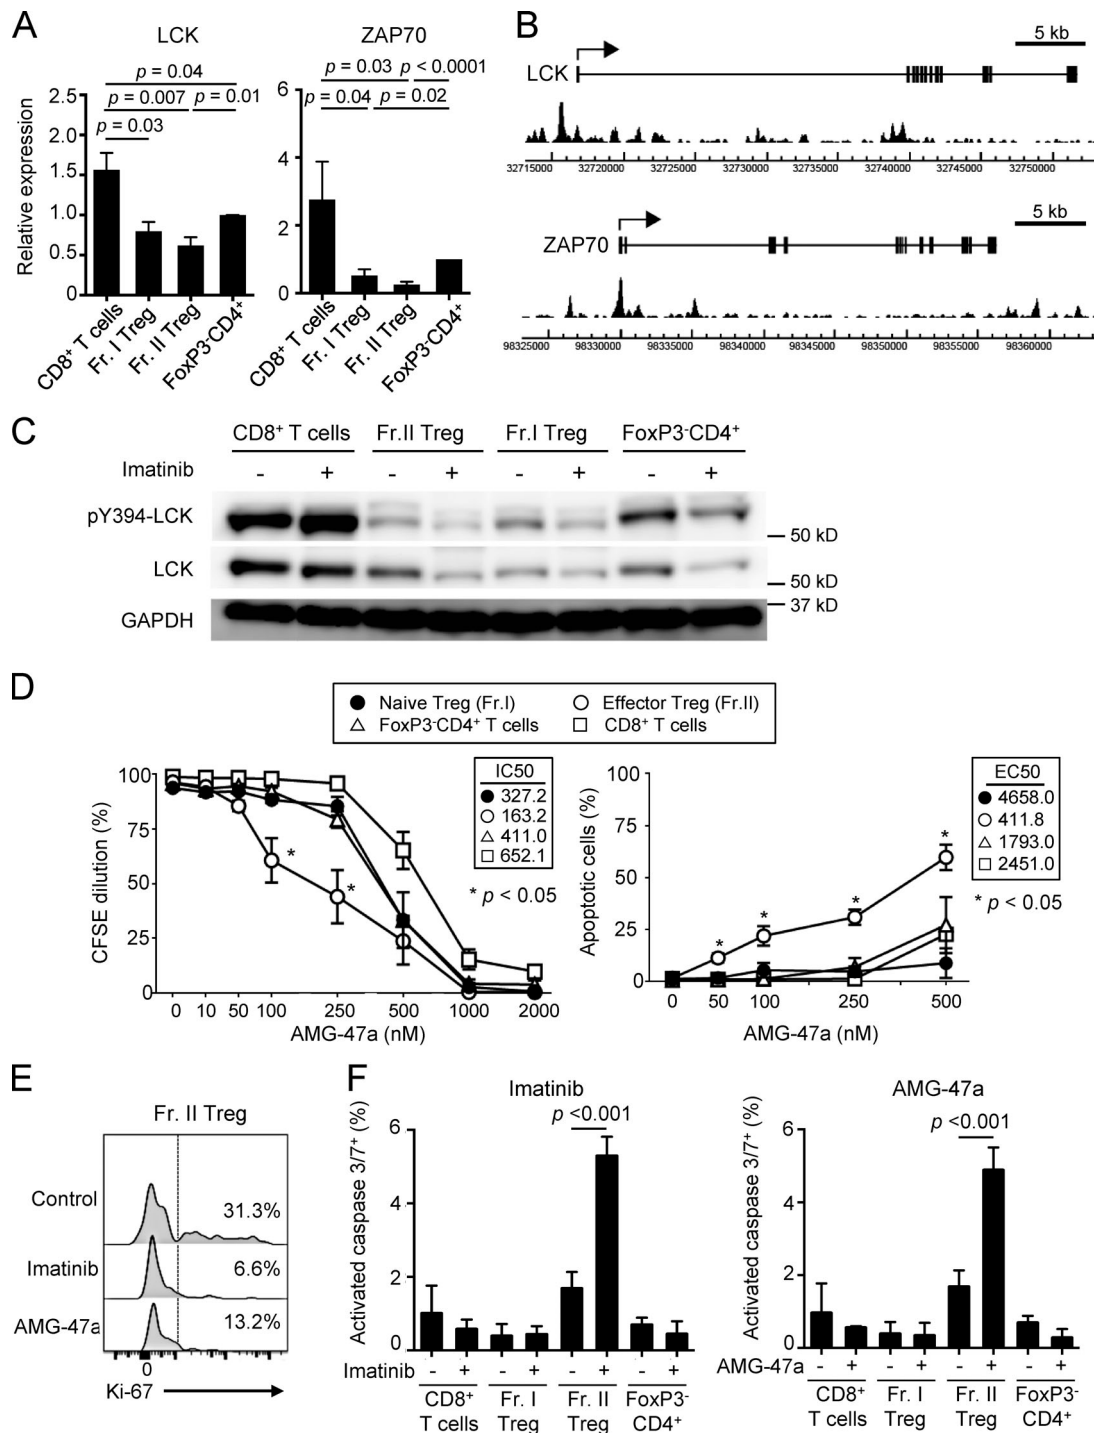 A
LCK
ZAP70
p = 0.04
p = 0.007
p = 0.01
p = 0.03
p = 0.03
p < 0.0001
p = 0.04
p = 0.02
Relative expression
2.5
1.5
1.0
0.5
0
6
4
2
0
CD8⁺ T cells
Fr. I Treg
Fr. II Treg
FoxP3⁻CD4⁺
CD8⁺ T cells
Fr. I Treg
Fr. II Treg
FoxP3⁻CD4⁺
B
5 kb
LCK
32715000 32720000 32725000 32730000 32735000 32740000 32745000 32750000
5 kb
ZAP70
98325000 98330000 98335000 98340000 98345000 98350000 98355000 98360000
C
CD8⁺ T cells Fr.II Treg Fr.I Treg FoxP3⁻CD4⁺
Imatinib - + - + - + - +
pY394-LCK
50 kD
LCK
50 kD
37 kD
GAPDH
D
Naive Treg (Fr.I) Effector Treg (Fr.II)
FoxP3⁻CD4⁺ T cells CD8⁺ T cells
CFSE dilution (%)
100
75
50
25
0
0 10 50 100 250 500 1000 2000
AMG-47a (nM)
*
*
IC50
327.2
163.2
411.0
652.1
* p < 0.05
Apoptotic cells (%)
100
75
50
25
0
0 50 100 250 500
AMG-47a (nM)
*
*
*
*
EC50
4658.0
411.8
1793.0
2451.0
* p < 0.05
E
Fr. II Treg
Control
31.3%
Imatinib
6.6%
AMG-47a
13.2%
0
Ki-67
F
Imatinib
p <0.001
Activated caspase 3/7⁺ (%)
6
4
2
0
Imatinib - + - + - + - +
CD8⁺ T cells
Fr. I Treg
Fr. II Treg
FoxP3⁻ CD4⁺
AMG-47a
p <0.001
Activated caspase 3/7⁺ (%)
6
4
2
0
AMG-47a - + - + - + - +
CD8⁺ T cells
Fr. I Treg
Fr. II Treg
FoxP3⁻ CD4⁺